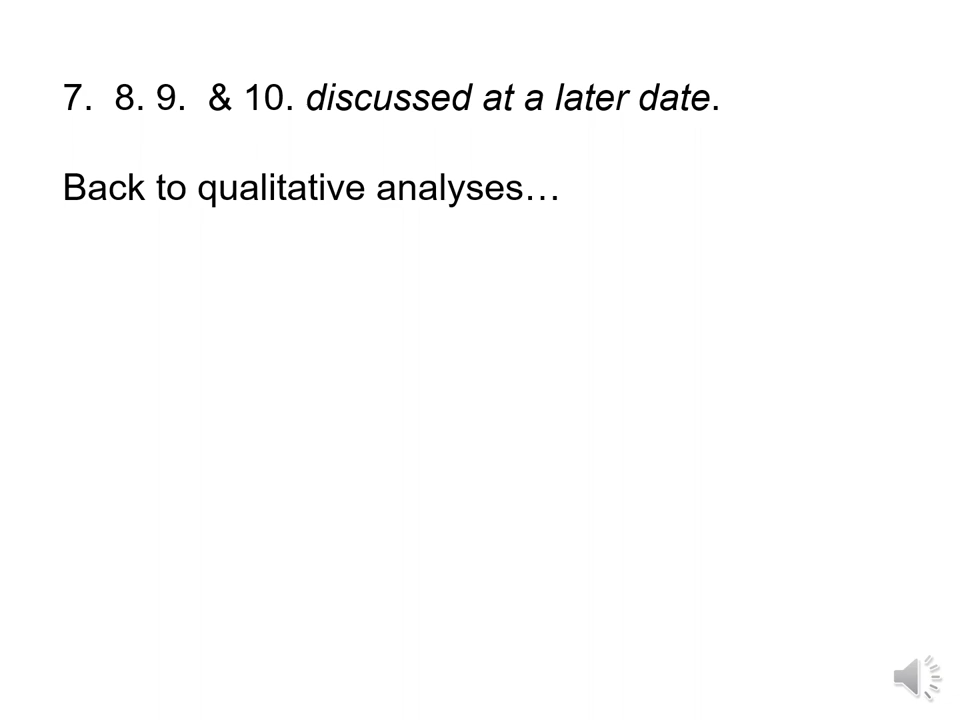 7. 8. 9. & 10. discussed at a later date.
Back to qualitative analyses…